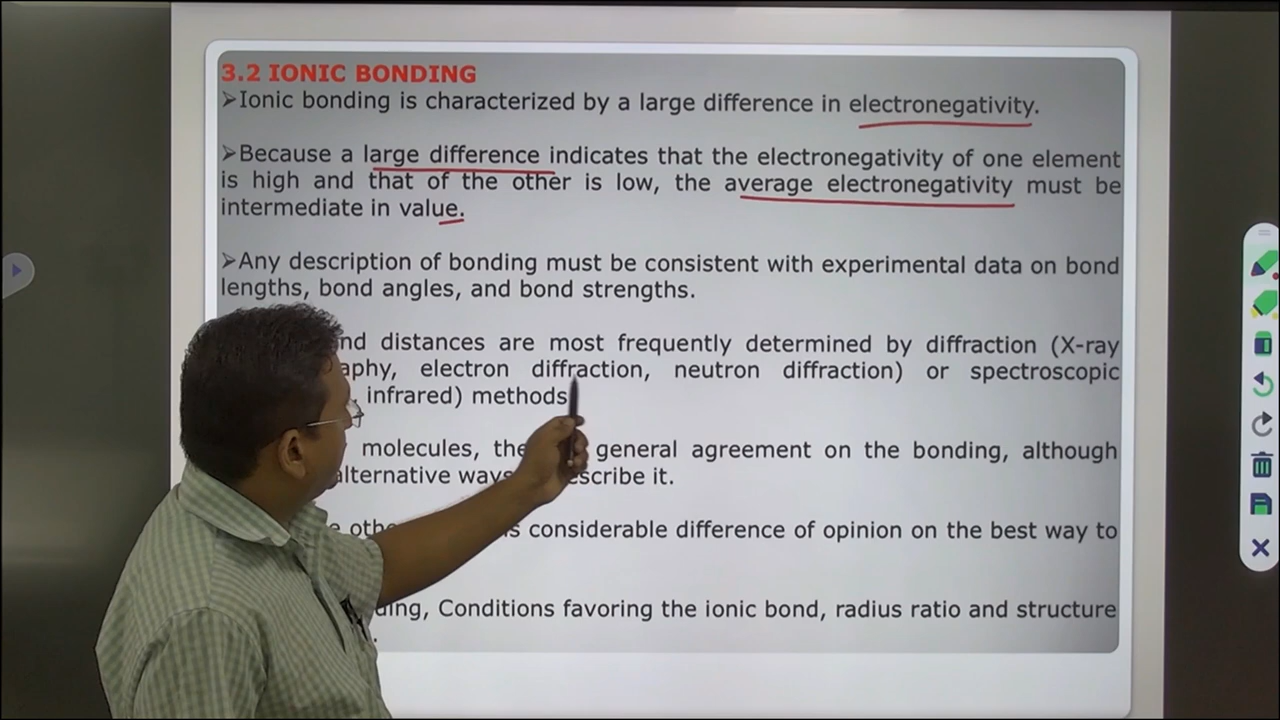 3.2 IONIC BONDING
➢Ionic bonding is characterized by a large difference in electronegativity.
➢Because a large difference indicates that the electronegativity of one element
is high and that of the other is low, the average electronegativity must be
intermediate in value.
➢Any description of bonding must be consistent with experimental data on bond
lengths, bond angles, and bond strengths.
distances are most frequently determined by diffraction (X-ray
electron diffraction, neutron diffraction) or spectroscopic
, infrared) methods
molecules, general agreement on the bonding, although
alternative ways it.
considerable difference of opinion on the best way to
Conditions favoring the ionic bond, radius ratio and structure